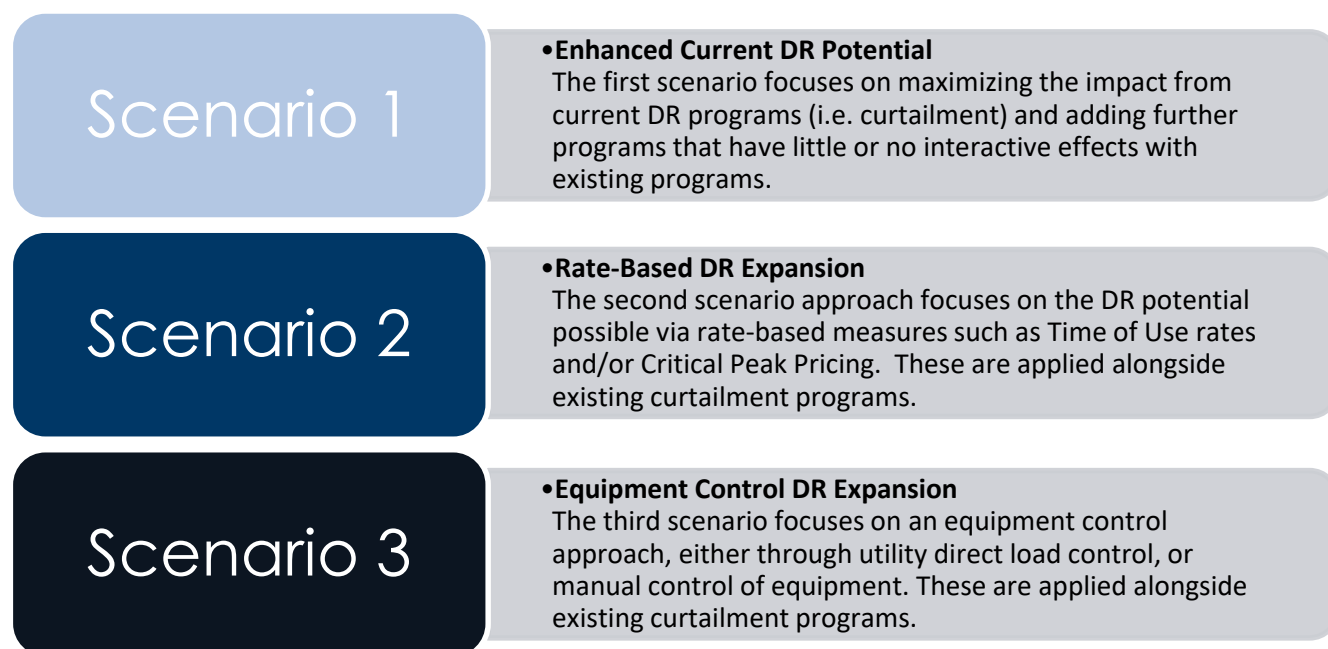 Scenario 1
•Enhanced Current DR Potential
The first scenario focuses on maximizing the impact from
current DR programs (i.e. curtailment) and adding further
programs that have little or no interactive effects with
existing programs.
Scenario 2
•Rate-Based DR Expansion
The second scenario approach focuses on the DR potential
possible via rate-based measures such as Time of Use rates
and/or Critical Peak Pricing.  These are applied alongside
existing curtailment programs.
Scenario 3
•Equipment Control DR Expansion
The third scenario focuses on an equipment control
approach, either through utility direct load control, or
manual control of equipment. These are applied alongside
existing curtailment programs.